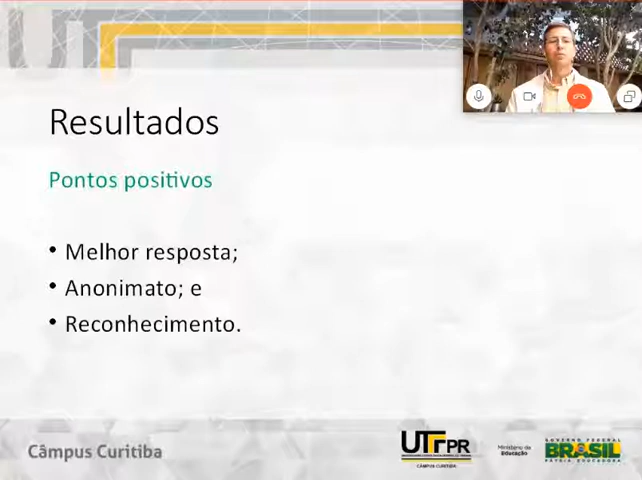 UT
Resultados
Pontos positivos
• Melhor resposta;
• Anonimato; e
• Reconhecimento.
Câmpus Curitiba
UTFPR
CÂMPUS CURITIBA
Ministério da
Educação
GOVERNO FEDERAL
BRASIL
PÁTRIA EDUCADORA